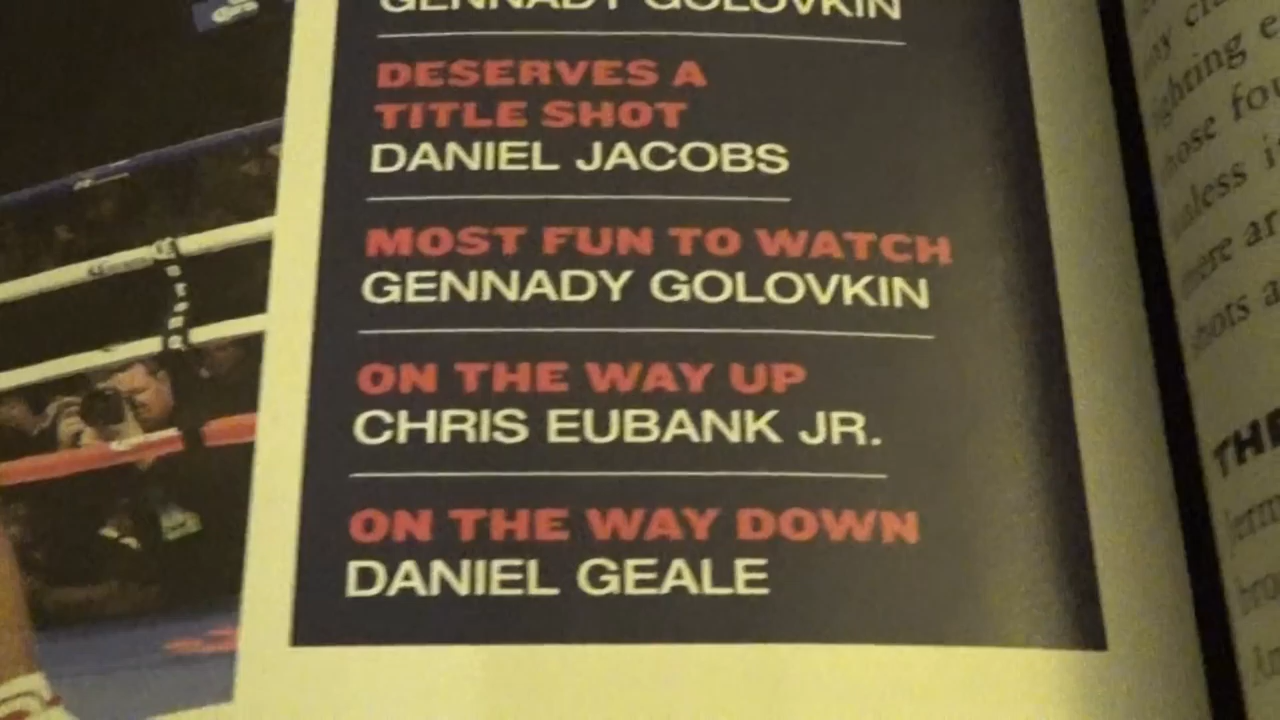 GENNADY GOLOVKIN
DESERVES A
TITLE SHOT
DANIEL JACOBS
MOST FUN TO WATCH
GENNADY GOLOVKIN
ON THE WAY UP
CHRIS EUBANK JR.
ON THE WAY DOWN
DANIEL GEALE